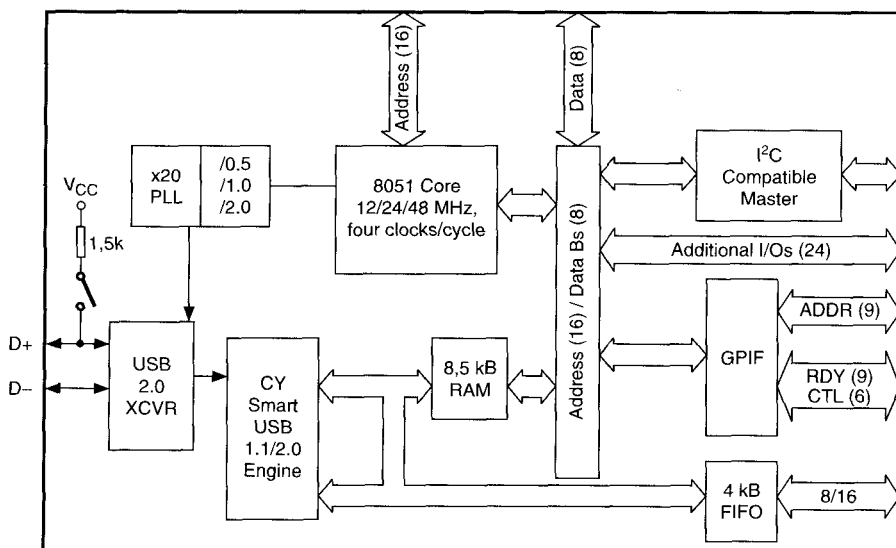 Address (16)
Data (8)
x20
PLL
/0.5
/1.0
/2.0
8051 Core
12/24/48 MHz,
four clocks/cycle
I²C
Compatible
Master
VCC
1,5k
Address (16) / Data Bs (8)
Additional I/Os (24)
ADDR (9)
GPIF
RDY (9)
CTL (6)
D+
D–
USB
2.0
XCVR
CY
Smart
USB
1.1/2.0
Engine
8,5 kB
RAM
4 kB
FIFO
8/16